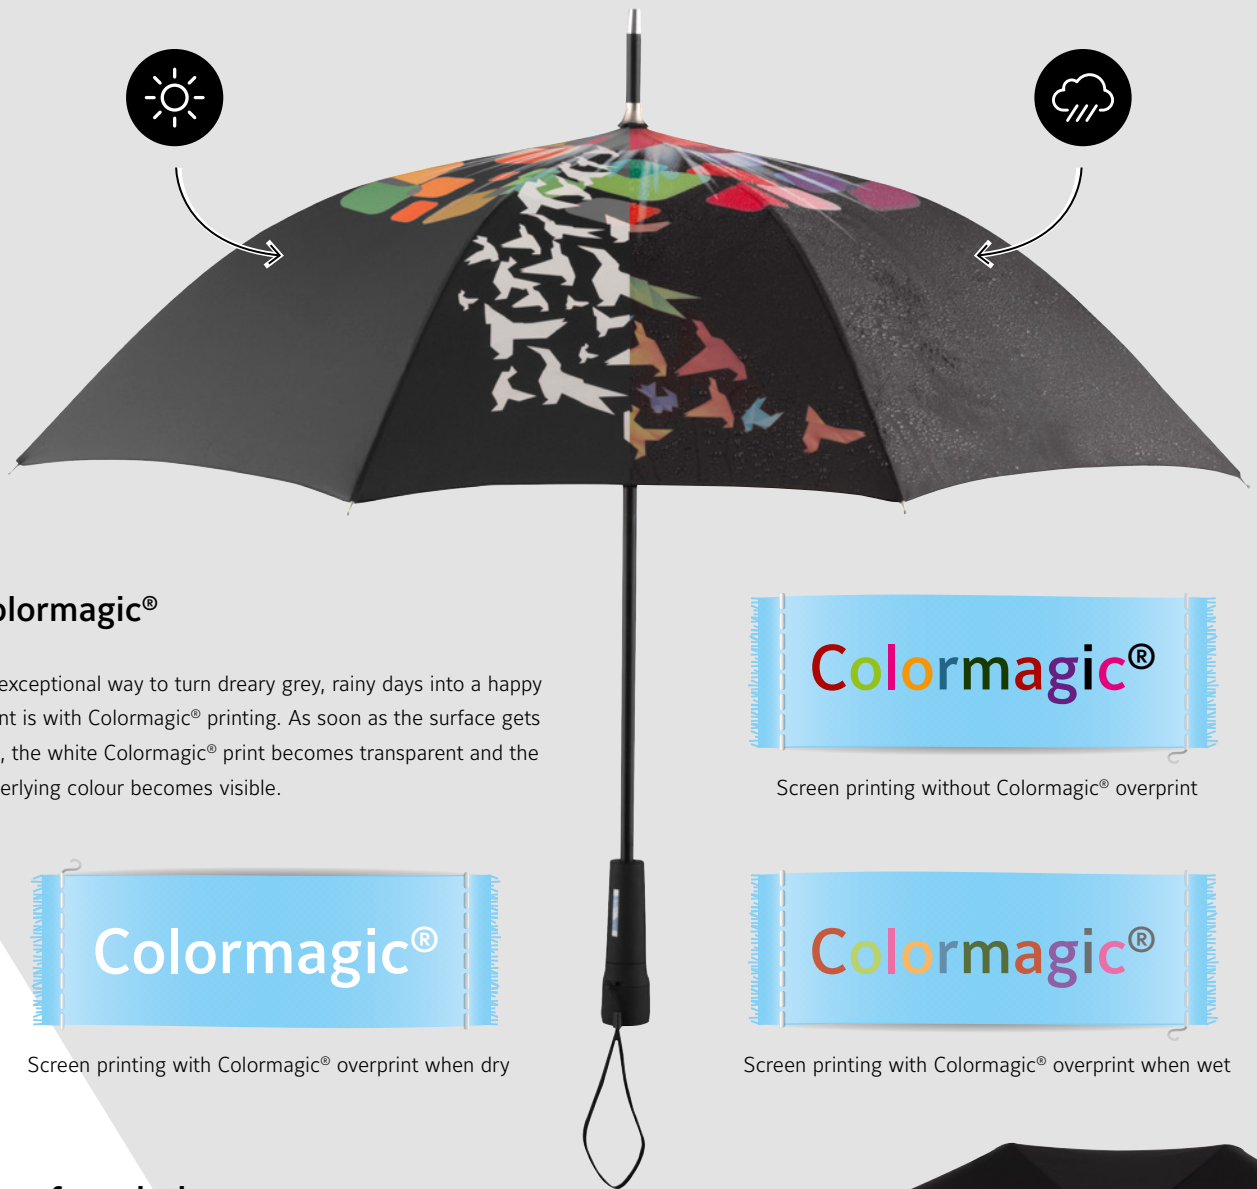 olormagic®
exceptional way to turn dreary grey, rainy days into a happy
nt is with Colormagic® printing. As soon as the surface gets
, the white Colormagic® print becomes transparent and the
erlying colour becomes visible.
Colormagic®
Screen printing without Colormagic® overprint
Colormagic®
Screen printing with Colormagic® overprint when dry
Colormagic®
Screen printing with Colormagic® overprint when wet